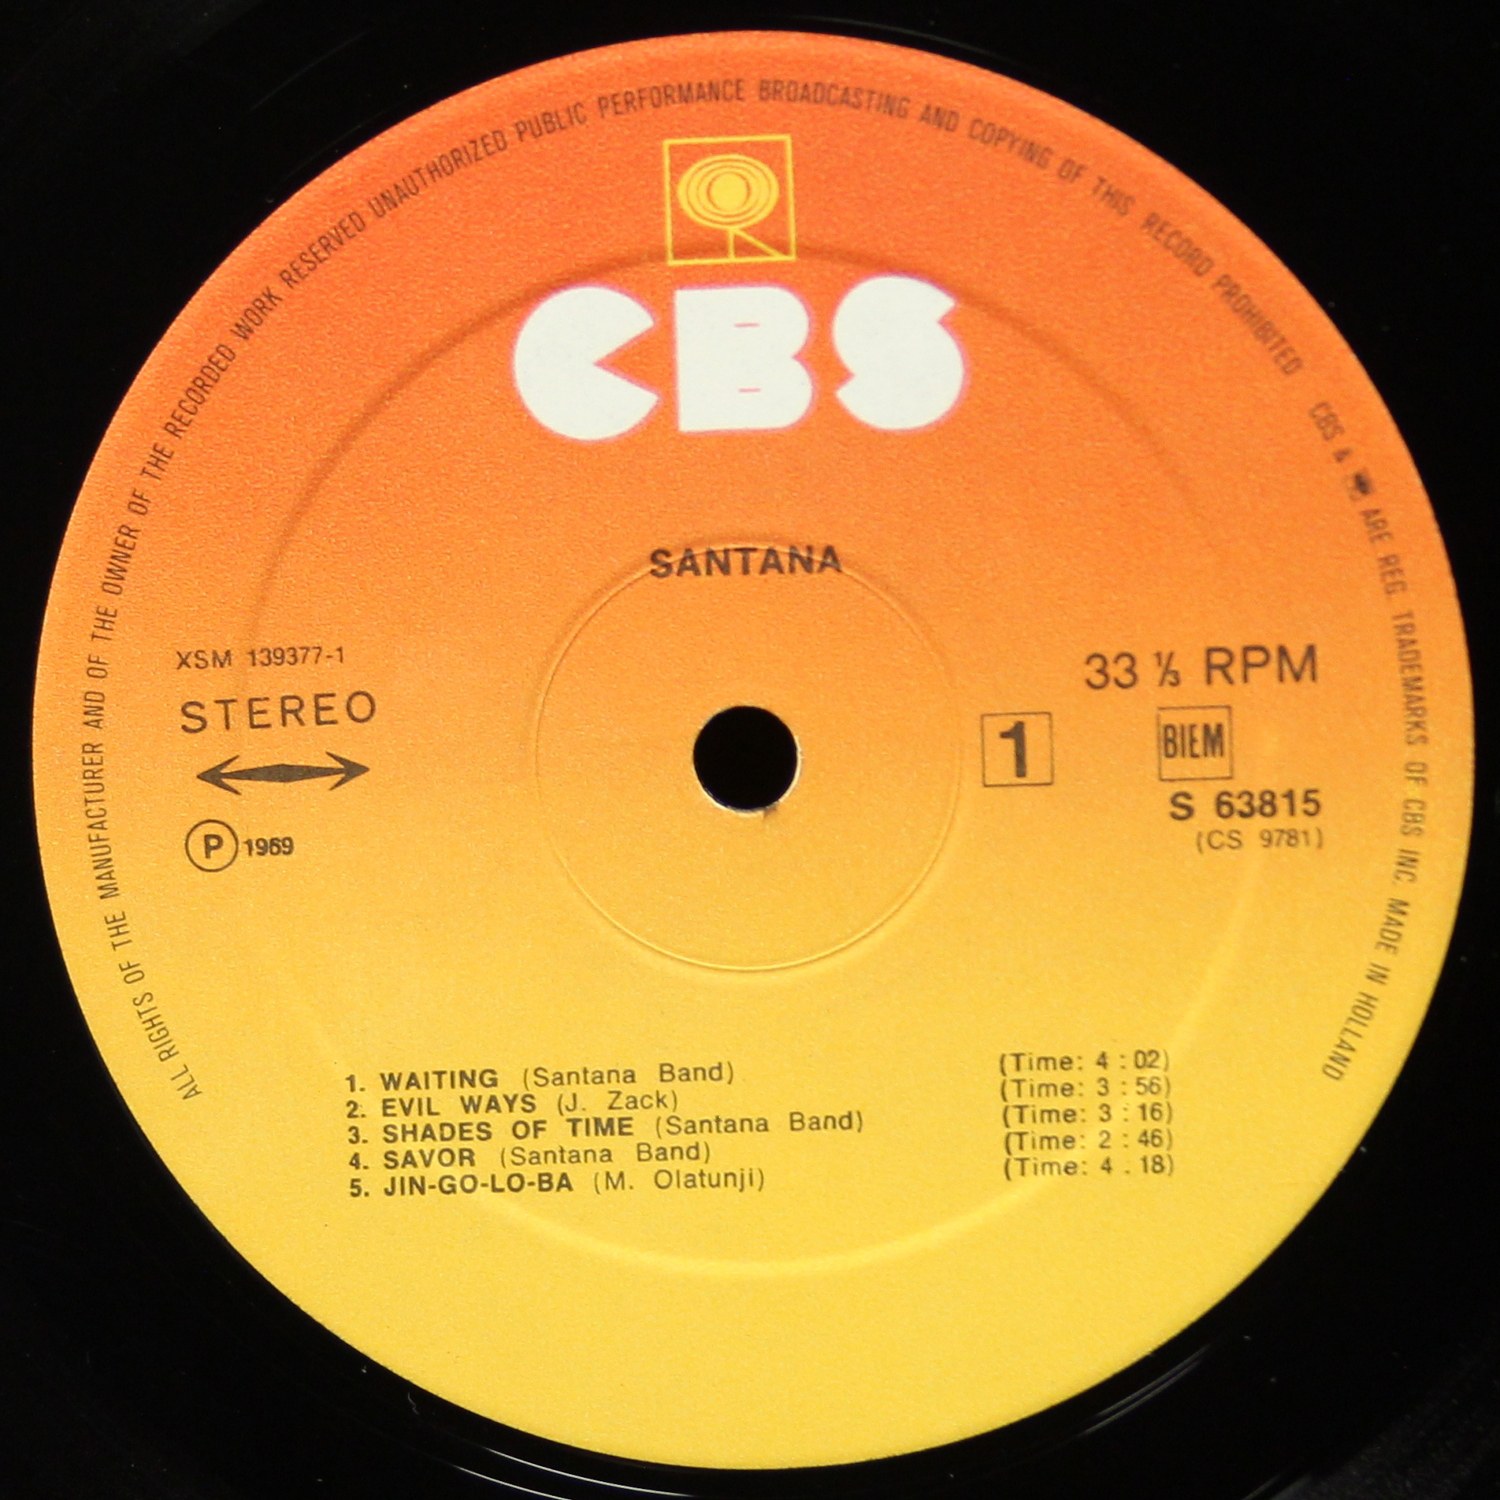 ALL RIGHTS OF THE MANUFACTURER AND OF THE OWNER OF THE RECORDED WORK RESERVED UNAUTHORIZED PUBLIC PERFORMANCE BROADCASTING AND COPYING OF THIS RECORD PROHIBITED CBS & ARE REG. TRADEMARKS OF CBS INC. MADE IN HOLLAND
CBS
SANTANA
XSM 139377-1
STEREO
Ⓟ 1969
33 ⅓ RPM
1
BIEM
S 63815
(CS 9781)
1. WAITING (Santana Band) (Time: 4 : 02)
2. EVIL WAYS (J. Zack) (Time: 3 : 56)
3. SHADES OF TIME (Santana Band) (Time: 3 : 16)
4. SAVOR (Santana Band) (Time: 2 : 46)
5. JIN-GO-LO-BA (M. Olatunji) (Time: 4 . 18)